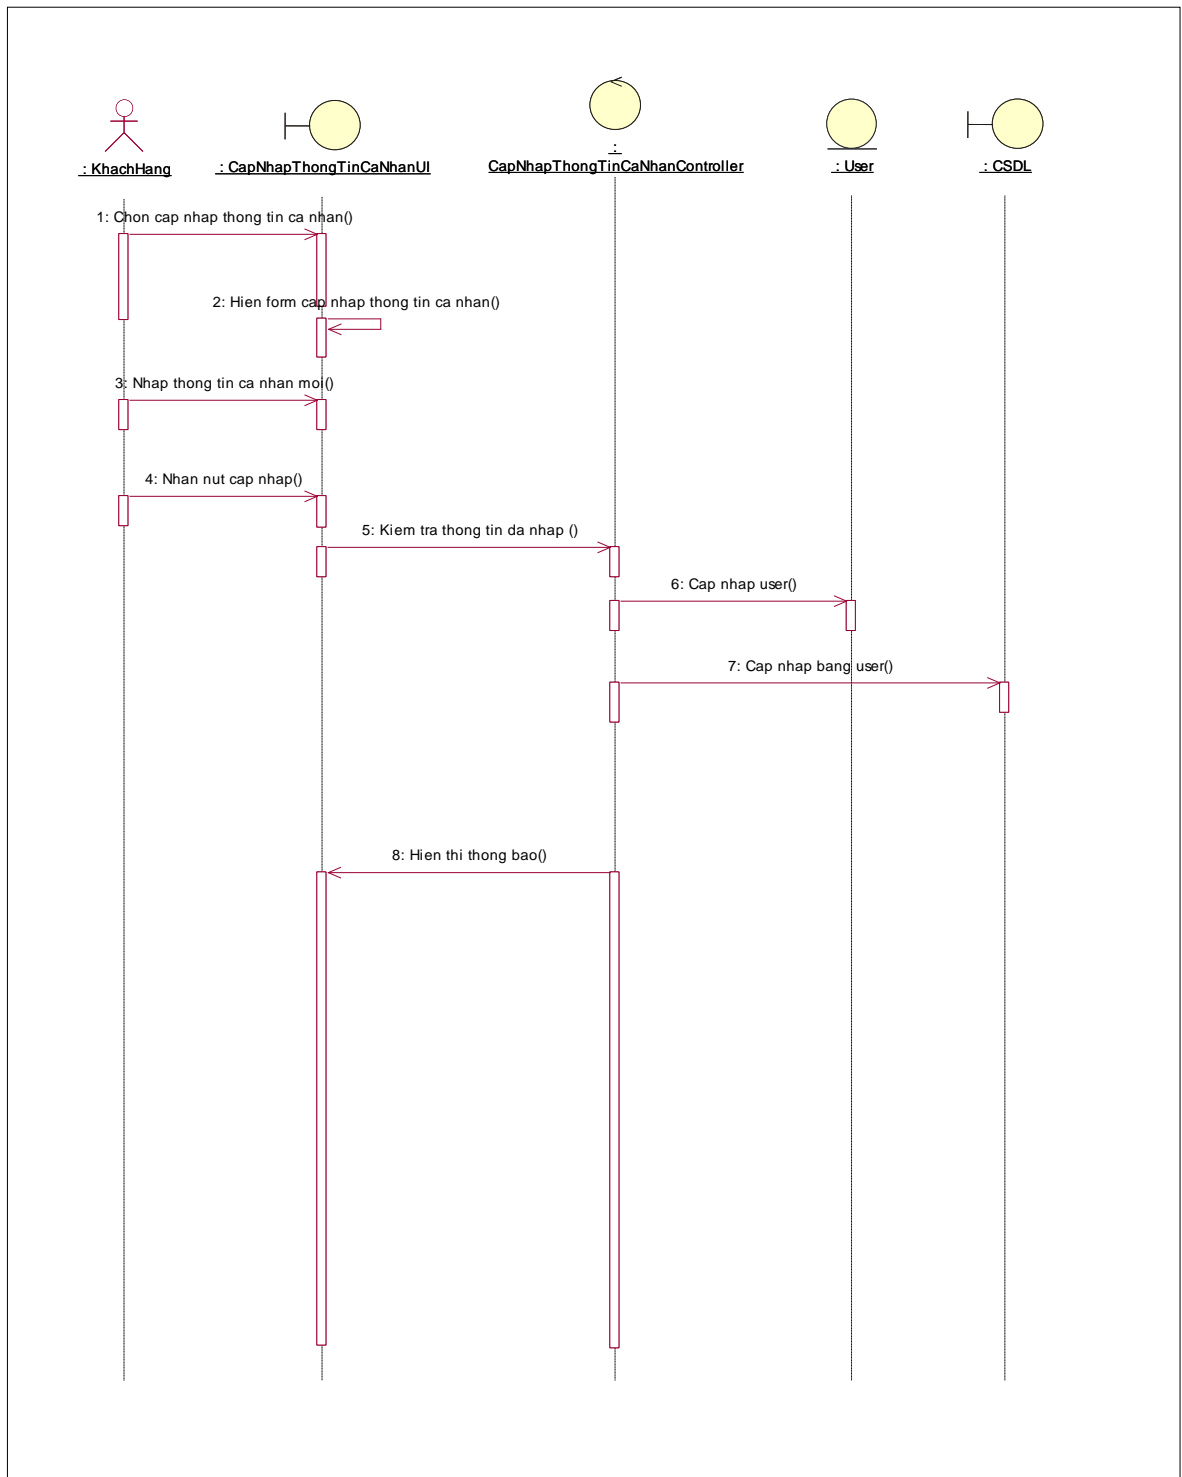 : KhachHang
: CapNhapThongTinCaNhanUI
:
CapNhapThongTinCaNhanController
: User
: CSDL
1: Chon cap nhap thong tin ca nhan()
2: Hien form cap nhap thong tin ca nhan()
3: Nhap thong tin ca nhan moi()
4: Nhan nut cap nhap()
5: Kiem tra thong tin da nhap ()
6: Cap nhap user()
7: Cap nhap bang user()
8: Hien thi thong bao()